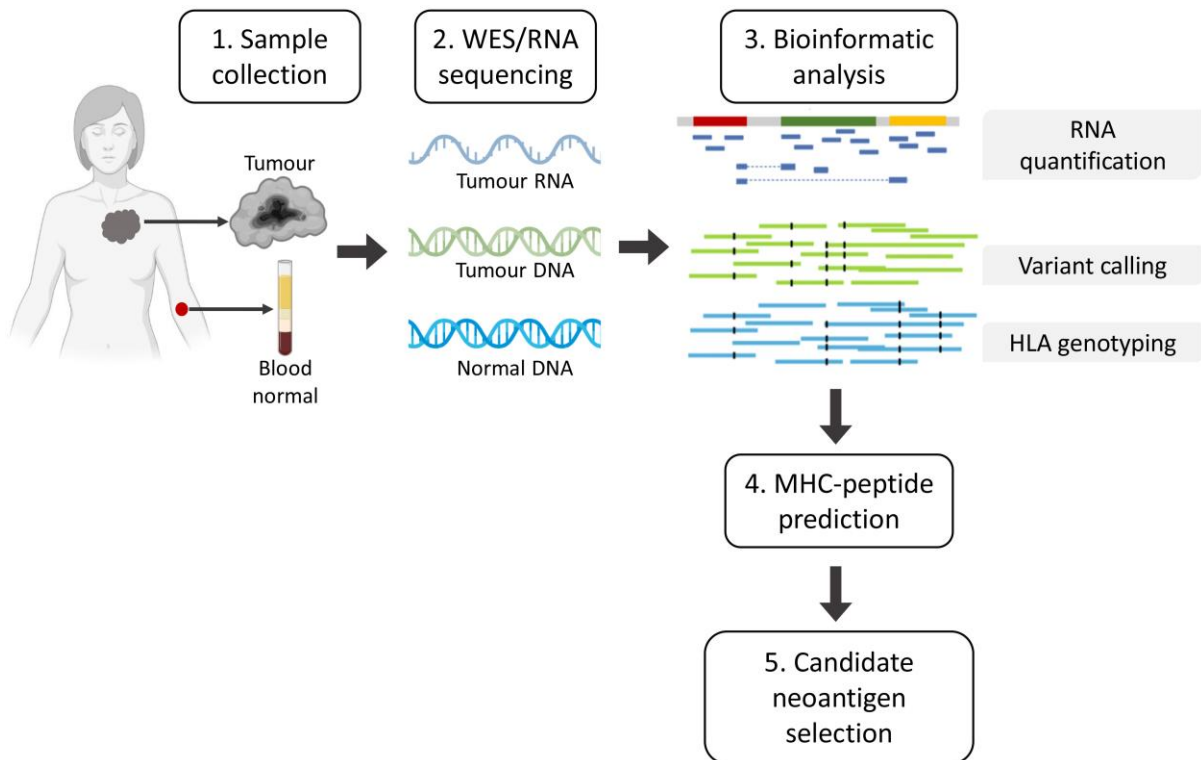 1. Sample
collection
2. WES/RNA
sequencing
3. Bioinformatic
analysis
Tumour
Blood
normal
Tumour RNA
Tumour DNA
Normal DNA
RNA
quantification
Variant calling
HLA genotyping
4. MHC-peptide
prediction
5. Candidate
neoantigen
selection